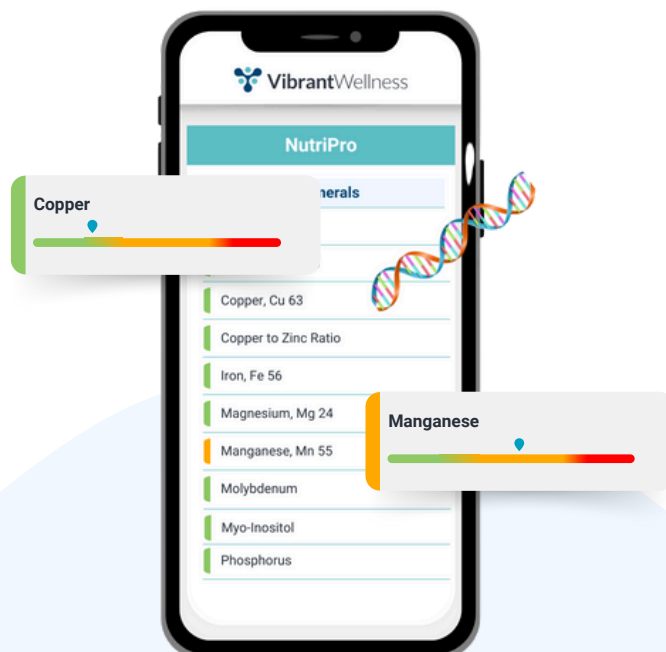 VibrantWellness
NutriPro
nerals
Copper
Copper, Cu 63
Copper to Zinc Ratio
Iron, Fe 56
Magnesium, Mg 24
Manganese
Manganese, Mn 55
Molybdenum
Myo-Inositol
Phosphorus